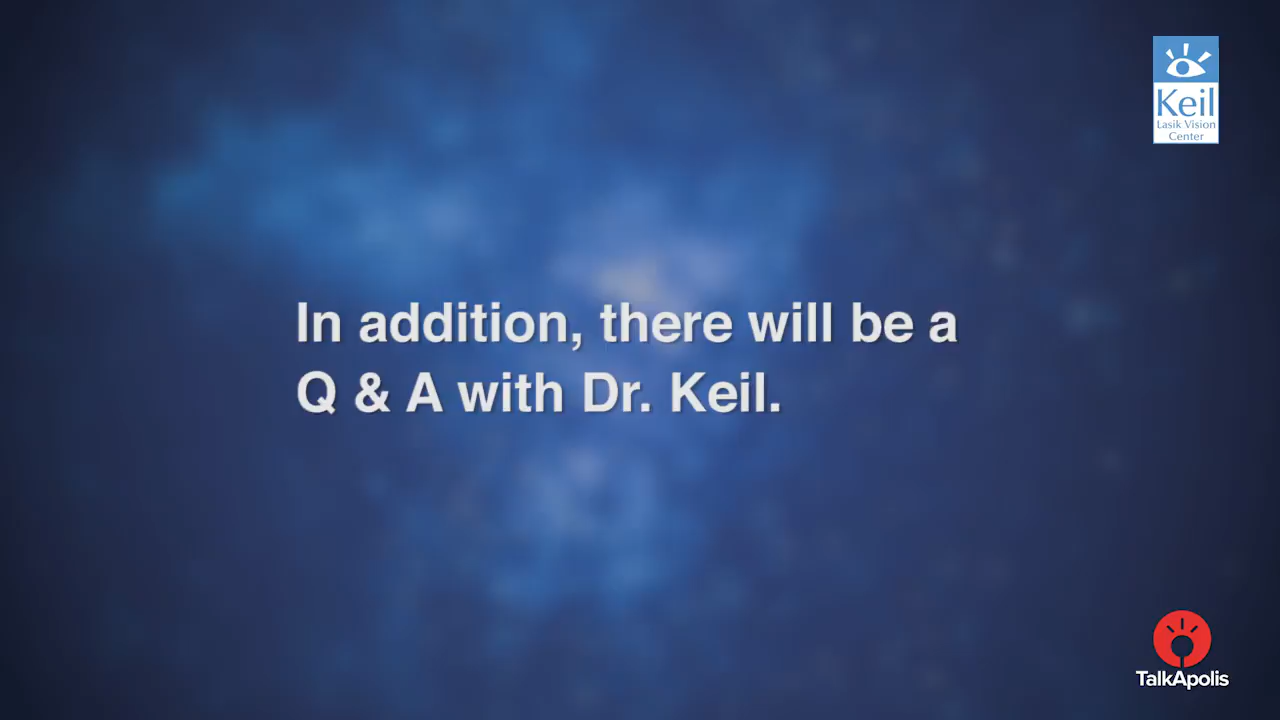 Keil
Lasik Vision
Center
In addition, there will be a
Q & A with Dr. Keil.
TalkApolis